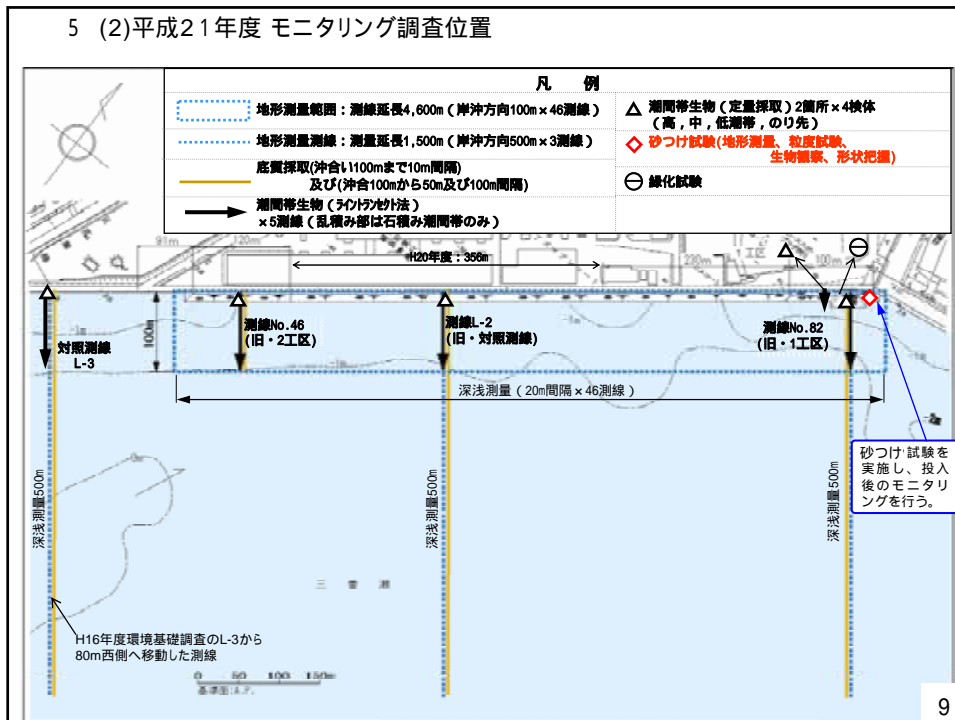 5 (2)平成21年度 モニタリング調査位置
凡 例
地形測量範囲：測線延長4,600m（岸沖方向100m×46測線）
地形測量測線：測量延長1,500m（岸沖方向500m×3測線）
底質採取(沖合い100mまで10m間隔)
及び(沖合100mから50m及び100m間隔)
潮間帯生物（ライントランセクト法）
×5測線（乱積み部は石積み潮間帯のみ）
潮間帯生物（定量採取）2箇所×4検体
（高，中，低潮帯，のり先）
砂つけ試験(地形測量、粒度試験、
生物観察、形状把握)
緑化試験
81m
120m
H20年度：356m
230m
工区
100m
100m
対照測線
L-3
測線No.46
(旧・2工区)
測線L-2
(旧・対照測線)
測線No.82
(旧・1工区)
深浅測量（20m間隔×46測線）
砂つけ試験を
実施し、投入
後のモニタリ
ングを行う。
深浅測量500m
深浅測量500m
深浅測量500m
三番瀬
H16年度環境基礎調査のL-3から
80m西側へ移動した測線
0 50 100 150m
基準面:A.P.
9